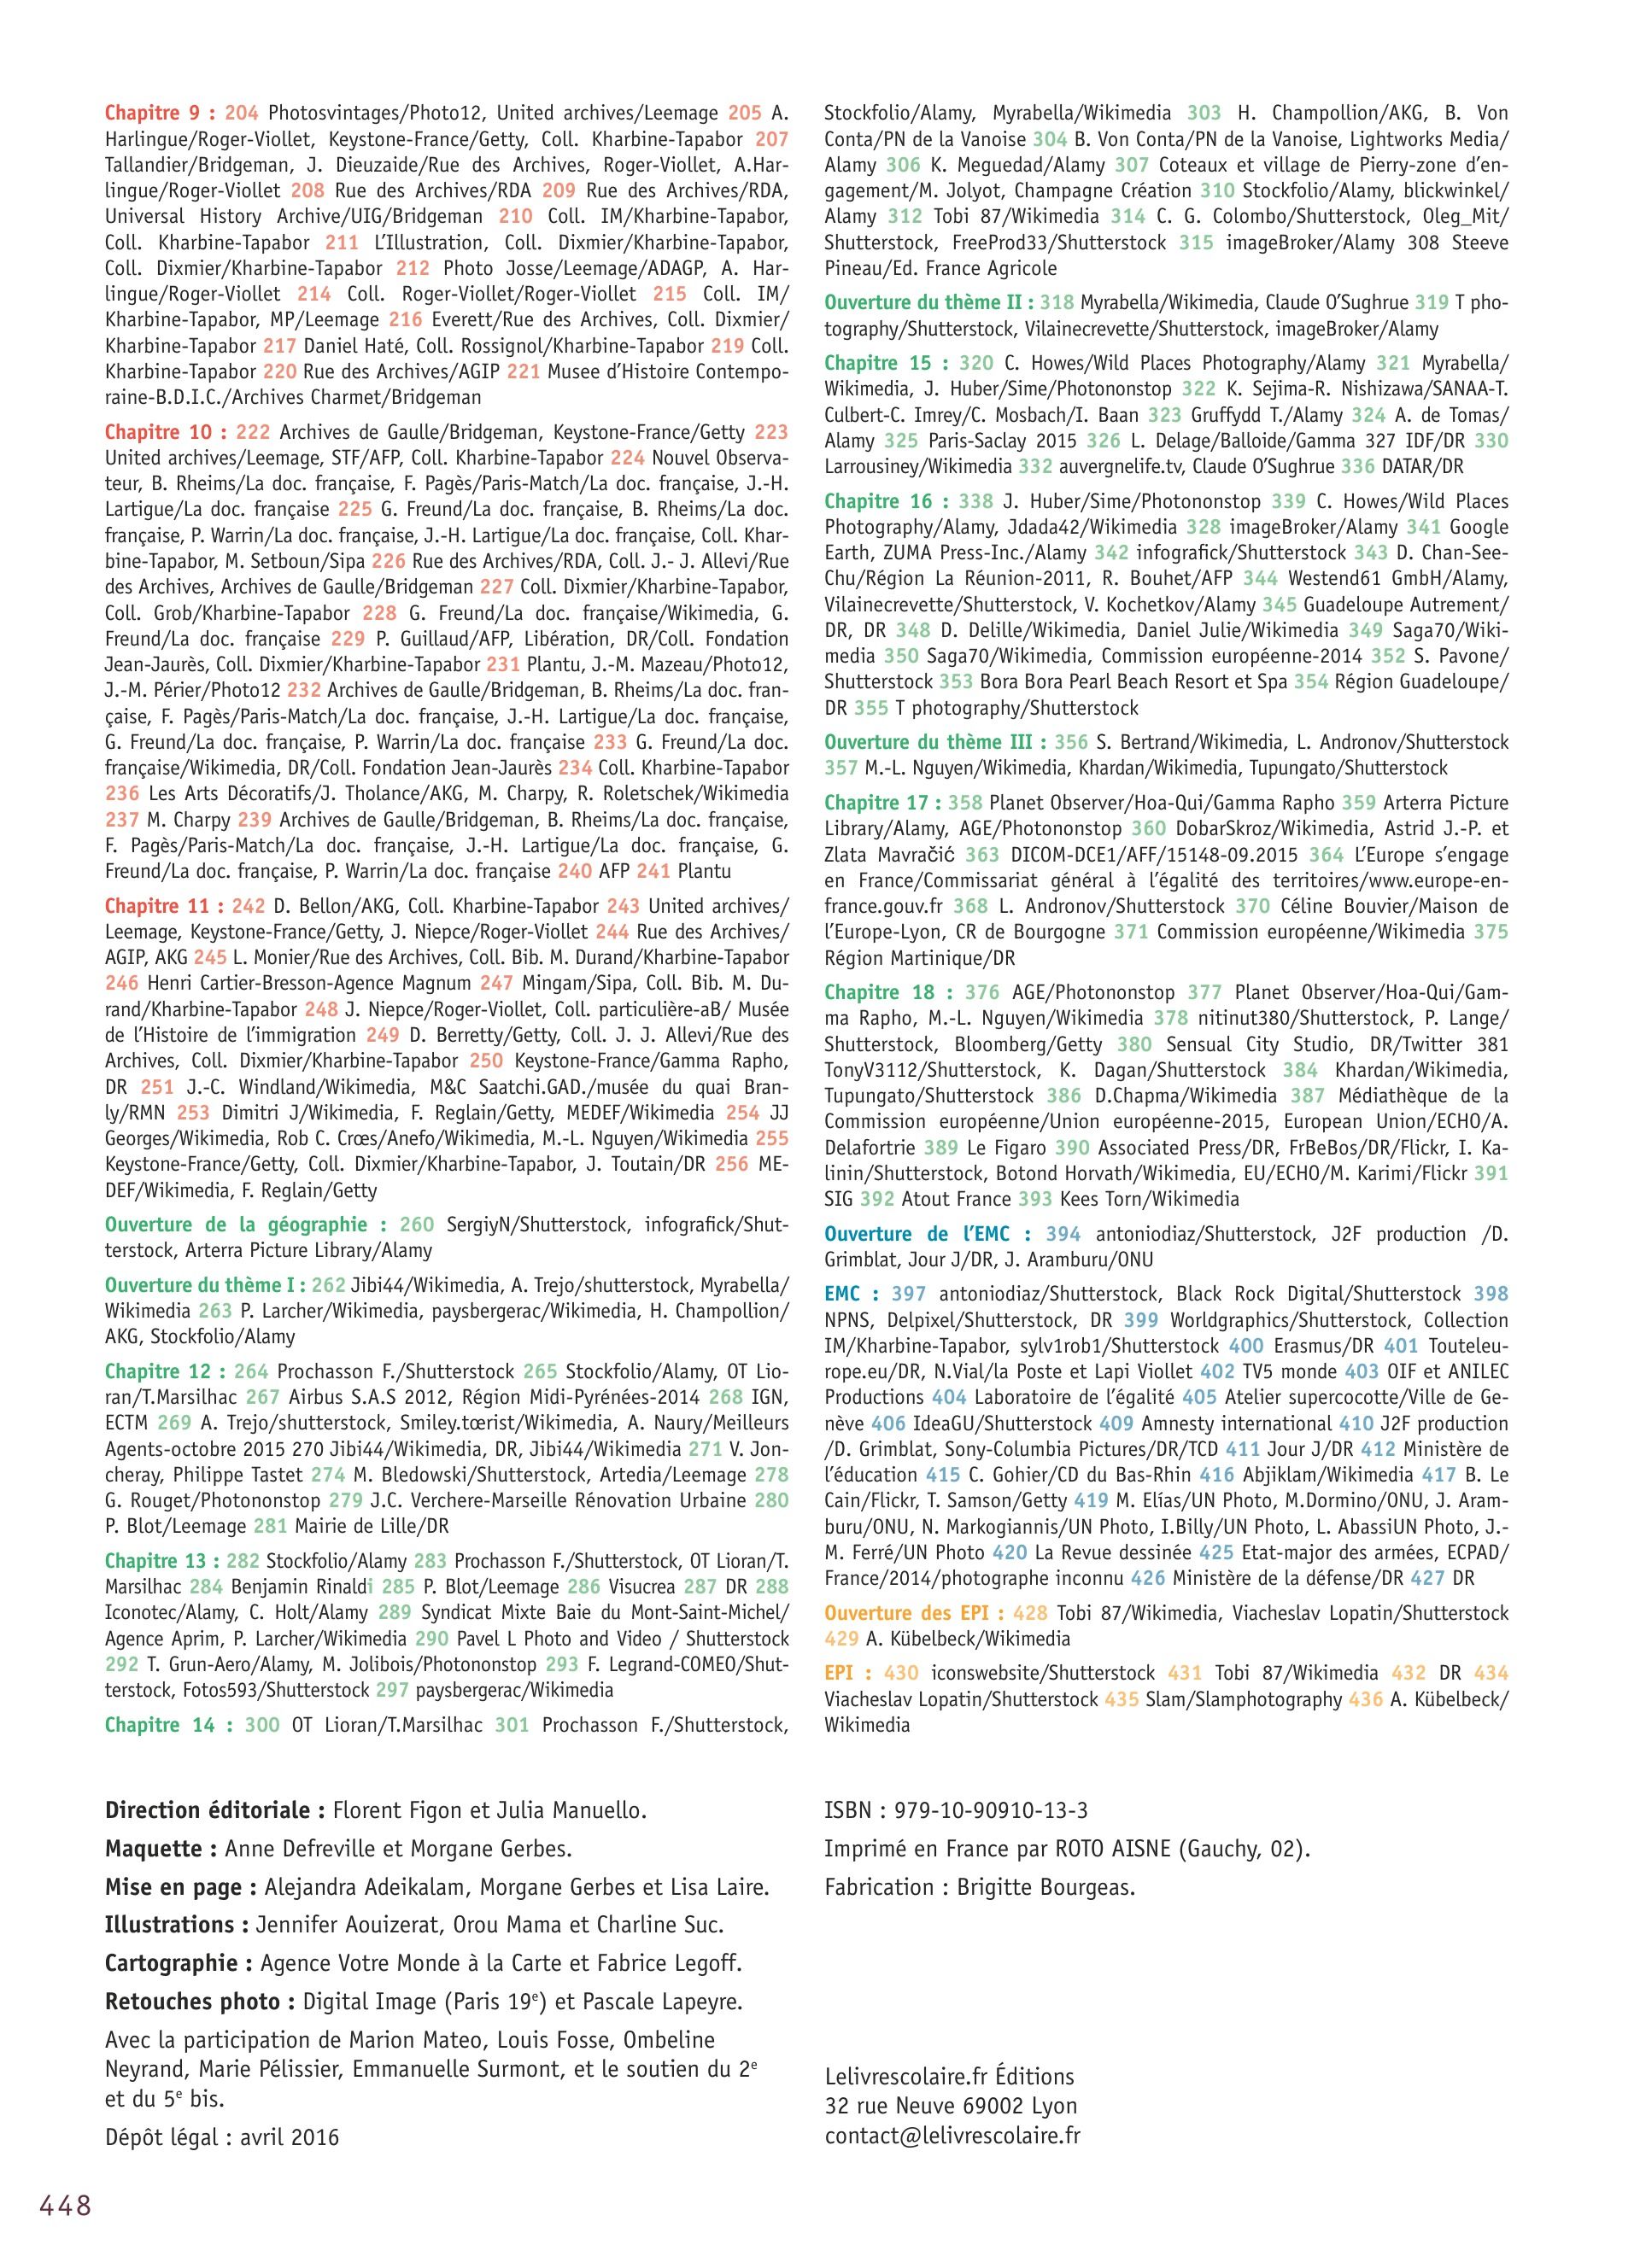 Chapitre 9 : 204 Photosvintages/Photo12, United archives/Leemage 205 A.
Harlingue/Roger-Viollet, Keystone-France/Getty, Coll. Kharbine-Tapabor 207
Tallandier/Bridgeman, J. Dieuzaide/Rue des Archives, Roger-Viollet, A.Har-
lingue/Roger-Viollet 208 Rue des Archives/RDA 209 Rue des Archives/RDA,
Universal History Archive/UIG/Bridgeman 210 Coll. IM/Kharbine-Tapabor,
Coll. Kharbine-Tapabor 211 L'Illustration, Coll. Dixmier/Kharbine-Tapabor,
Coll. Dixmier/Kharbine-Tapabor 212 Photo Josse/Leemage/ADAGP, A. Har-
lingue/Roger-Viollet 214 Coll. Roger-Viollet/Roger-Viollet 215 Coll. IM/
Kharbine-Tapabor, MP/Leemage 216 Everett/Rue des Archives, Coll. Dixmier/
Kharbine-Tapabor 217 Daniel Haté, Coll. Rossignol/Kharbine-Tapabor 219 Coll.
Kharbine-Tapabor 220 Rue des Archives/AGIP 221 Musee d'Histoire Contempo-
raine-B.D.I.C./Archives Charmet/Bridgeman
Chapitre 10 : 222 Archives de Gaulle/Bridgeman, Keystone-France/Getty 223
United archives/Leemage, STF/AFP, Coll. Kharbine-Tapabor 224 Nouvel Observa-
teur, B. Rheims/La doc. française, F. Pagès/Paris-Match/La doc. française, J.-H.
Lartigue/La doc. française 225 G. Freund/La doc. française, B. Rheims/La doc.
française, P. Warrin/La doc. française, J.-H. Lartigue/La doc. française, Coll. Khar-
bine-Tapabor, M. Setboun/Sipa 226 Rue des Archives/RDA, Coll. J.- J. Allevi/Rue
des Archives, Archives de Gaulle/Bridgeman 227 Coll. Dixmier/Kharbine-Tapabor,
Coll. Grob/Kharbine-Tapabor 228 G. Freund/La doc. française/Wikimedia, G.
Freund/La doc. française 229 P. Guillaud/AFP, Libération, DR/Coll. Fondation
Jean-Jaurès, Coll. Dixmier/Kharbine-Tapabor 231 Plantu, J.-M. Mazeau/Photo12,
J.-M. Périer/Photo12 232 Archives de Gaulle/Bridgeman, B. Rheims/La doc. fran-
çaise, F. Pagès/Paris-Match/La doc. française, J.-H. Lartigue/La doc. française,
G. Freund/La doc. française, P. Warrin/La doc. française 233 G. Freund/La doc.
française/Wikimedia, DR/Coll. Fondation Jean-Jaurès 234 Coll. Kharbine-Tapabor
236 Les Arts Décoratifs/J. Tholance/AKG, M. Charpy, R. Roletschek/Wikimedia
237 M. Charpy 239 Archives de Gaulle/Bridgeman, B. Rheims/La doc. française,
F. Pagès/Paris-Match/La doc. française, J.-H. Lartigue/La doc. française, G.
Freund/La doc. française, P. Warrin/La doc. française 240 AFP 241 Plantu
Chapitre 11 : 242 D. Bellon/AKG, Coll. Kharbine-Tapabor 243 United archives/
Leemage, Keystone-France/Getty, J. Niepce/Roger-Viollet 244 Rue des Archives/
AGIP, AKG 245 L. Monier/Rue des Archives, Coll. Bib. M. Durand/Kharbine-Tapabor
246 Henri Cartier-Bresson-Agence Magnum 247 Mingam/Sipa, Coll. Bib. M. Du-
rand/Kharbine-Tapabor 248 J. Niepce/Roger-Viollet, Coll. particulière-aB/ Musée
de l'Histoire de l'immigration 249 D. Berretty/Getty, Coll. J. J. Allevi/Rue des
Archives, Coll. Dixmier/Kharbine-Tapabor 250 Keystone-France/Gamma Rapho,
DR 251 J.-C. Windland/Wikimedia, M&C Saatchi.GAD./musée du quai Bran-
ly/RMN 253 Dimitri J/Wikimedia, F. Reglain/Getty, MEDEF/Wikimedia 254 JJ
Georges/Wikimedia, Rob C. Crœs/Anefo/Wikimedia, M.-L. Nguyen/Wikimedia 255
Keystone-France/Getty, Coll. Dixmier/Kharbine-Tapabor, J. Toutain/DR 256 ME-
DEF/Wikimedia, F. Reglain/Getty
Ouverture de la géographie : 260 SergiyN/Shutterstock, infografick/Shut-
terstock, Arterra Picture Library/Alamy
Ouverture du thème I : 262 Jibi44/Wikimedia, A. Trejo/shutterstock, Myrabella/
Wikimedia 263 P. Larcher/Wikimedia, paysbergerac/Wikimedia, H. Champollion/
AKG, Stockfolio/Alamy
Chapitre 12 : 264 Prochasson F./Shutterstock 265 Stockfolio/Alamy, OT Lio-
ran/T.Marsilhac 267 Airbus S.A.S 2012, Région Midi-Pyrénées-2014 268 IGN,
ECTM 269 A. Trejo/shutterstock, Smiley.tœrist/Wikimedia, A. Naury/Meilleurs
Agents-octobre 2015 270 Jibi44/Wikimedia, DR, Jibi44/Wikimedia 271 V. Jon-
cheray, Philippe Tastet 274 M. Bledowski/Shutterstock, Artedia/Leemage 278
G. Rouget/Photononstop 279 J.C. Verchere-Marseille Rénovation Urbaine 280
P. Blot/Leemage 281 Mairie de Lille/DR
Chapitre 13 : 282 Stockfolio/Alamy 283 Prochasson F./Shutterstock, OT Lioran/T.
Marsilhac 284 Benjamin Rinaldi 285 P. Blot/Leemage 286 Visucrea 287 DR 288
Iconotec/Alamy, C. Holt/Alamy 289 Syndicat Mixte Baie du Mont-Saint-Michel/
Agence Aprim, P. Larcher/Wikimedia 290 Pavel L Photo and Video / Shutterstock
292 T. Grun-Aero/Alamy, M. Jolibois/Photononstop 293 F. Legrand-COMEO/Shut-
terstock, Fotos593/Shutterstock 297 paysbergerac/Wikimedia
Chapitre 14 : 300 OT Lioran/T.Marsilhac 301 Prochasson F./Shutterstock,
Stockfolio/Alamy, Myrabella/Wikimedia 303 H. Champollion/AKG, B. Von
Conta/PN de la Vanoise 304 B. Von Conta/PN de la Vanoise, Lightworks Media/
Alamy 306 K. Meguedad/Alamy 307 Coteaux et village de Pierry-zone d'en-
gagement/M. Jolyot, Champagne Création 310 Stockfolio/Alamy, blickwinkel/
Alamy 312 Tobi 87/Wikimedia 314 C. G. Colombo/Shutterstock, Oleg_Mit/
Shutterstock, FreeProd33/Shutterstock 315 imageBroker/Alamy 308 Steeve
Pineau/Ed. France Agricole
Ouverture du thème II : 318 Myrabella/Wikimedia, Claude O'Sughrue 319 T pho-
tography/Shutterstock, Vilainecrevette/Shutterstock, imageBroker/Alamy
Chapitre 15 : 320 C. Howes/Wild Places Photography/Alamy 321 Myrabella/
Wikimedia, J. Huber/Sime/Photononstop 322 K. Sejima-R. Nishizawa/SANAA-T.
Culbert-C. Imrey/C. Mosbach/I. Baan 323 Gruffydd T./Alamy 324 A. de Tomas/
Alamy 325 Paris-Saclay 2015 326 L. Delage/Balloide/Gamma 327 IDF/DR 330
Larrousiney/Wikimedia 332 auvergnelife.tv, Claude O'Sughrue 336 DATAR/DR
Chapitre 16 : 338 J. Huber/Sime/Photononstop 339 C. Howes/Wild Places
Photography/Alamy, Jdada42/Wikimedia 328 imageBroker/Alamy 341 Google
Earth, ZUMA Press-Inc./Alamy 342 infografick/Shutterstock 343 D. Chan-See-
Chu/Région La Réunion-2011, R. Bouhet/AFP 344 Westend61 GmbH/Alamy,
Vilainecrevette/Shutterstock, V. Kochetkov/Alamy 345 Guadeloupe Autrement/
DR, DR 348 D. Delille/Wikimedia, Daniel Julie/Wikimedia 349 Saga70/Wiki-
media 350 Saga70/Wikimedia, Commission européenne-2014 352 S. Pavone/
Shutterstock 353 Bora Bora Pearl Beach Resort et Spa 354 Région Guadeloupe/
DR 355 T photography/Shutterstock
Ouverture du thème III : 356 S. Bertrand/Wikimedia, L. Andronov/Shutterstock
357 M.-L. Nguyen/Wikimedia, Khardan/Wikimedia, Tupungato/Shutterstock
Chapitre 17 : 358 Planet Observer/Hoa-Qui/Gamma Rapho 359 Arterra Picture
Library/Alamy, AGE/Photononstop 360 DobarSkroz/Wikimedia, Astrid J.-P. et
Zlata Mavračić 363 DICOM-DCE1/AFF/15148-09.2015 364 L'Europe s'engage
en France/Commissariat général à l'égalité des territoires/www.europe-en-
france.gouv.fr 368 L. Andronov/Shutterstock 370 Céline Bouvier/Maison de
l'Europe-Lyon, CR de Bourgogne 371 Commission européenne/Wikimedia 375
Région Martinique/DR
Chapitre 18 : 376 AGE/Photononstop 377 Planet Observer/Hoa-Qui/Gam-
ma Rapho, M.-L. Nguyen/Wikimedia 378 nitinut380/Shutterstock, P. Lange/
Shutterstock, Bloomberg/Getty 380 Sensual City Studio, DR/Twitter 381
TonyV3112/Shutterstock, K. Dagan/Shutterstock 384 Khardan/Wikimedia,
Tupungato/Shutterstock 386 D.Chapma/Wikimedia 387 Médiathèque de la
Commission européenne/Union européenne-2015, European Union/ECHO/A.
Delafortrie 389 Le Figaro 390 Associated Press/DR, FrBeBos/DR/Flickr, I. Ka-
linin/Shutterstock, Botond Horvath/Wikimedia, EU/ECHO/M. Karimi/Flickr 391
SIG 392 Atout France 393 Kees Torn/Wikimedia
Ouverture de l'EMC : 394 antoniodiaz/Shutterstock, J2F production /D.
Grimblat, Jour J/DR, J. Aramburu/ONU
EMC : 397 antoniodiaz/Shutterstock, Black Rock Digital/Shutterstock 398
NPNS, Delpixel/Shutterstock, DR 399 Worldgraphics/Shutterstock, Collection
IM/Kharbine-Tapabor, sylv1rob1/Shutterstock 400 Erasmus/DR 401 Touteleu-
rope.eu/DR, N.Vial/la Poste et Lapi Viollet 402 TV5 monde 403 OIF et ANILEC
Productions 404 Laboratoire de l'égalité 405 Atelier supercocotte/Ville de Ge-
nève 406 IdeaGU/Shutterstock 409 Amnesty international 410 J2F production
/D. Grimblat, Sony-Columbia Pictures/DR/TCD 411 Jour J/DR 412 Ministère de
l'éducation 415 C. Gohier/CD du Bas-Rhin 416 Abjiklam/Wikimedia 417 B. Le
Cain/Flickr, T. Samson/Getty 419 M. Elías/UN Photo, M.Dormino/ONU, J. Aram-
buru/ONU, N. Markogiannis/UN Photo, I.Billy/UN Photo, L. AbassiUN Photo, J.-
M. Ferré/UN Photo 420 La Revue dessinée 425 Etat-major des armées, ECPAD/
France/2014/photographe inconnu 426 Ministère de la défense/DR 427 DR
Ouverture des EPI : 428 Tobi 87/Wikimedia, Viacheslav Lopatin/Shutterstock
429 A. Kübelbeck/Wikimedia
EPI : 430 iconswebsite/Shutterstock 431 Tobi 87/Wikimedia 432 DR 434
Viacheslav Lopatin/Shutterstock 435 Slam/Slamphotography 436 A. Kübelbeck/
Wikimedia
Direction éditoriale : Florent Figon et Julia Manuello.
Maquette : Anne Defreville et Morgane Gerbes.
Mise en page : Alejandra Adeikalam, Morgane Gerbes et Lisa Laire.
Illustrations : Jennifer Aouizerat, Orou Mama et Charline Suc.
Cartographie : Agence Votre Monde à la Carte et Fabrice Legoff.
Retouches photo : Digital Image (Paris 19e) et Pascale Lapeyre.
Avec la participation de Marion Mateo, Louis Fosse, Ombeline
Neyrand, Marie Pélissier, Emmanuelle Surmont, et le soutien du 2e
et du 5e bis.
Dépôt légal : avril 2016
ISBN : 979-10-90910-13-3
Imprimé en France par ROTO AISNE (Gauchy, 02).
Fabrication : Brigitte Bourgeas.
Lelivrescolaire.fr Éditions
32 rue Neuve 69002 Lyon
contact@lelivrescolaire.fr
448